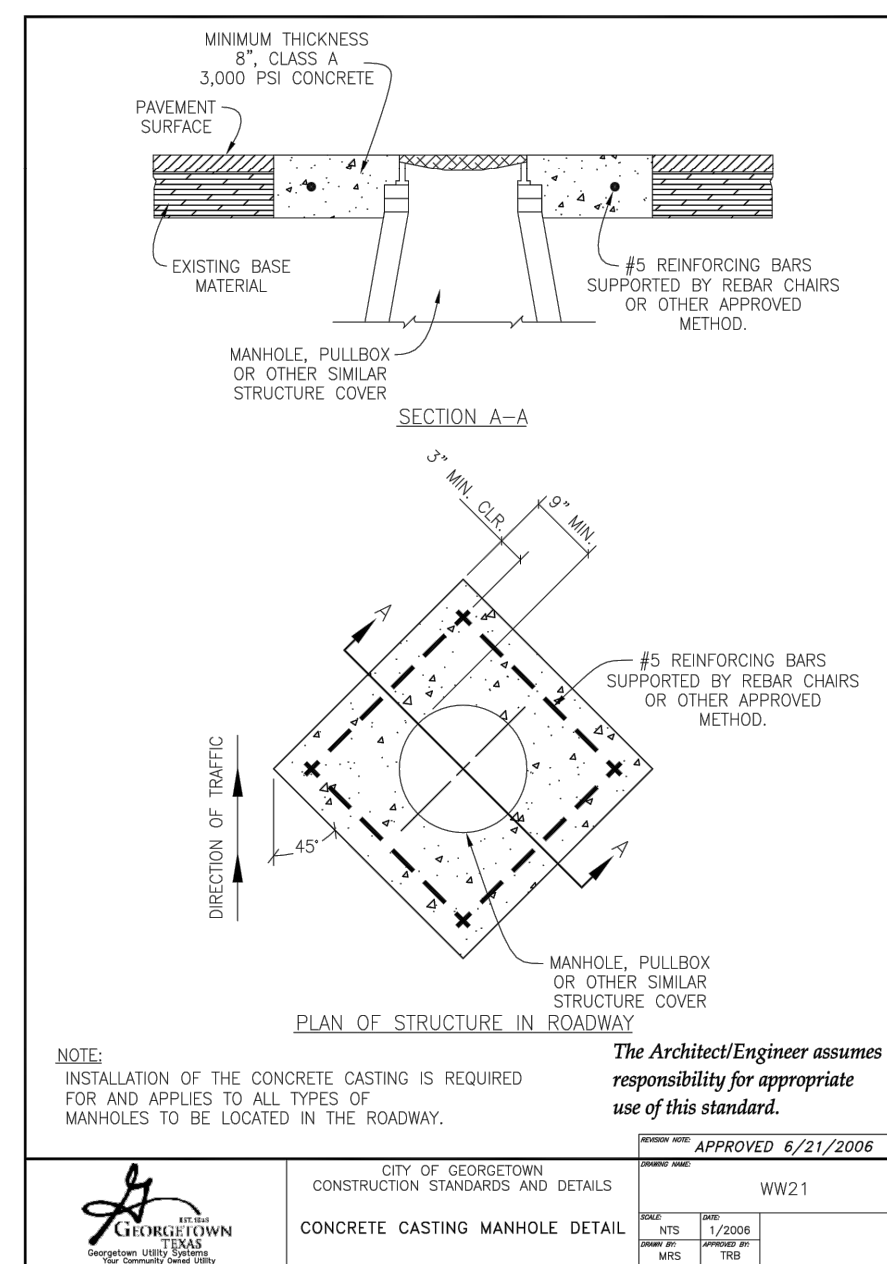 MINIMUM THICKNESS
8", CLASS A
3,000 PSI CONCRETE
PAVEMENT
SURFACE
EXISTING BASE
MATERIAL
#5 REINFORCING BARS
SUPPORTED BY REBAR CHAIRS
OR OTHER APPROVED
METHOD.
MANHOLE, PULLBOX
OR OTHER SIMILAR
STRUCTURE COVER
SECTION A-A
3" MIN. CLR.
9" MIN.
A
#5 REINFORCING BARS
SUPPORTED BY REBAR CHAIRS
OR OTHER APPROVED
METHOD.
DIRECTION OF TRAFFIC
45°
A
MANHOLE, PULLBOX
OR OTHER SIMILAR
STRUCTURE COVER
PLAN OF STRUCTURE IN ROADWAY
NOTE:
INSTALLATION OF THE CONCRETE CASTING IS REQUIRED
FOR AND APPLIES TO ALL TYPES OF
MANHOLES TO BE LOCATED IN THE ROADWAY.
The Architect/Engineer assumes
responsibility for appropriate
use of this standard.
REVISION NOTE: APPROVED 6/21/2006
EST. 1848
GEORGETOWN
TEXAS
Georgetown Utility Systems
Your Community Owned Utility
CITY OF GEORGETOWN
CONSTRUCTION STANDARDS AND DETAILS
CONCRETE CASTING MANHOLE DETAIL
DRAWING NAME:
WW21
SCALE:
NTS
DATE:
1/2006
DRAWN BY:
MRS
APPROVED BY:
TRB